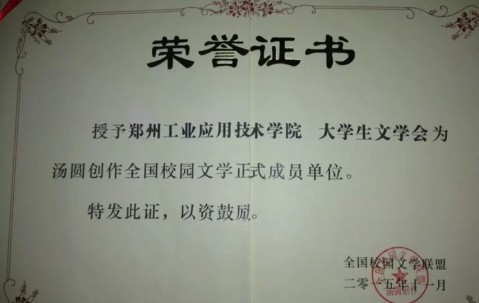 荣誉证书
授予郑州工业应用技术学院 大学生文学会为
汤圆创作全国校园文学正式成员单位。
特发此证，以资鼓励。
全国校园文学联盟
二零一五年十一月